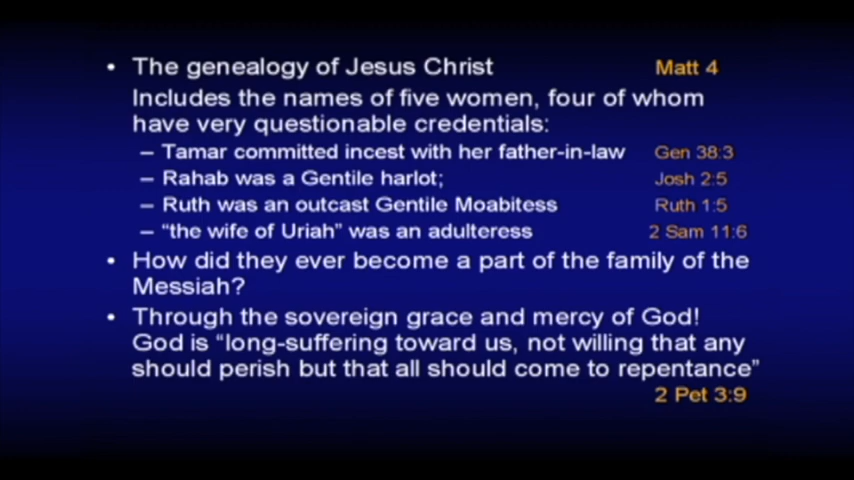 • The genealogy of Jesus Christ Matt 4
Includes the names of five women, four of whom
have very questionable credentials:
– Tamar committed incest with her father-in-law Gen 38:3
– Rahab was a Gentile harlot; Josh 2:5
– Ruth was an outcast Gentile Moabitess Ruth 1:5
– “the wife of Uriah” was an adulteress 2 Sam 11:6
• How did they ever become a part of the family of the
Messiah?
• Through the sovereign grace and mercy of God!
God is “long-suffering toward us, not willing that any
should perish but that all should come to repentance”
2 Pet 3:9